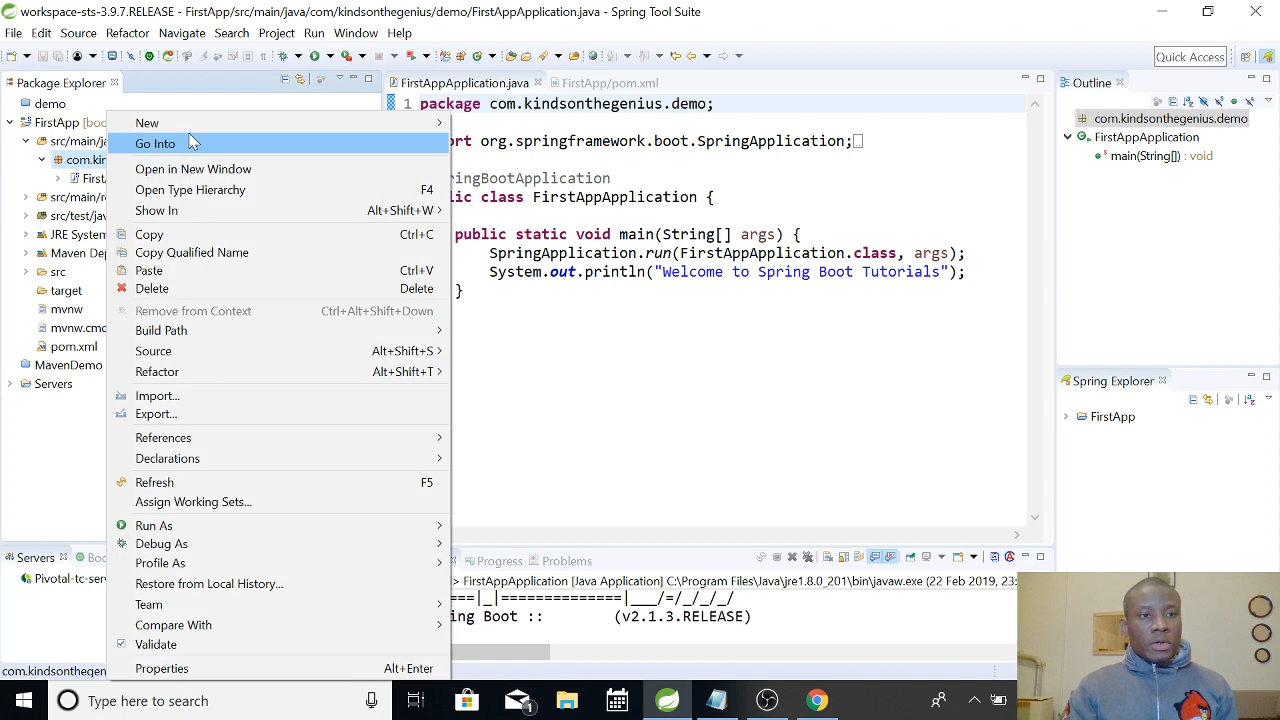 workspace-sts-3.9.7.RELEASE - FirstApp/src/main/java/com/kindsonthegenius/demo/FirstAppApplication.java - Spring Tool Suite
File Edit Source Refactor Navigate Search Project Run Window Help
Quick Access
Package Explorer
demo
FirstApp [boo
src/main/ja
com.kin
First
src/main/re
src/test/jav
JRE System
Maven Dep
src
target
mvnw
mvnw.cmd
pom.xml
MavenDemo
Servers
New
Go Into
Open in New Window
Open Type Hierarchy F4
Show In Alt+Shift+W
Copy Ctrl+C
Copy Qualified Name
Paste Ctrl+V
Delete Delete
Remove from Context Ctrl+Alt+Shift+Down
Build Path
Source Alt+Shift+S
Refactor Alt+Shift+T
Import...
Export...
References
Declarations
Refresh F5
Assign Working Sets...
Run As
Debug As
Profile As
Restore from Local History...
Team
Compare With
Validate
Properties Alt+Enter
FirstAppApplication.java FirstApp/pom.xml
1 package com.kindsonthegenius.demo;
ort org.springframework.boot.SpringApplication;
ringBootApplication
lic class FirstAppApplication {
public static void main(String[] args) {
SpringApplication.run(FirstAppApplication.class, args);
System.out.println("Welcome to Spring Boot Tutorials");
}
Outline
com.kindsonthegenius.demo
FirstAppApplication
main(String[]) : void
Spring Explorer
FirstApp
Servers Boo
Pivotal-tc-serv
Progress Problems
> FirstAppApplication [Java Application] C:\Program Files\Java\jre1.8.0_201\bin\javaw.exe (22 Feb 2019, 23:
===|_|==============|___/=/_/_/_/
ing Boot :: (v2.1.3.RELEASE)
com.kindsontheger
Type here to search
1